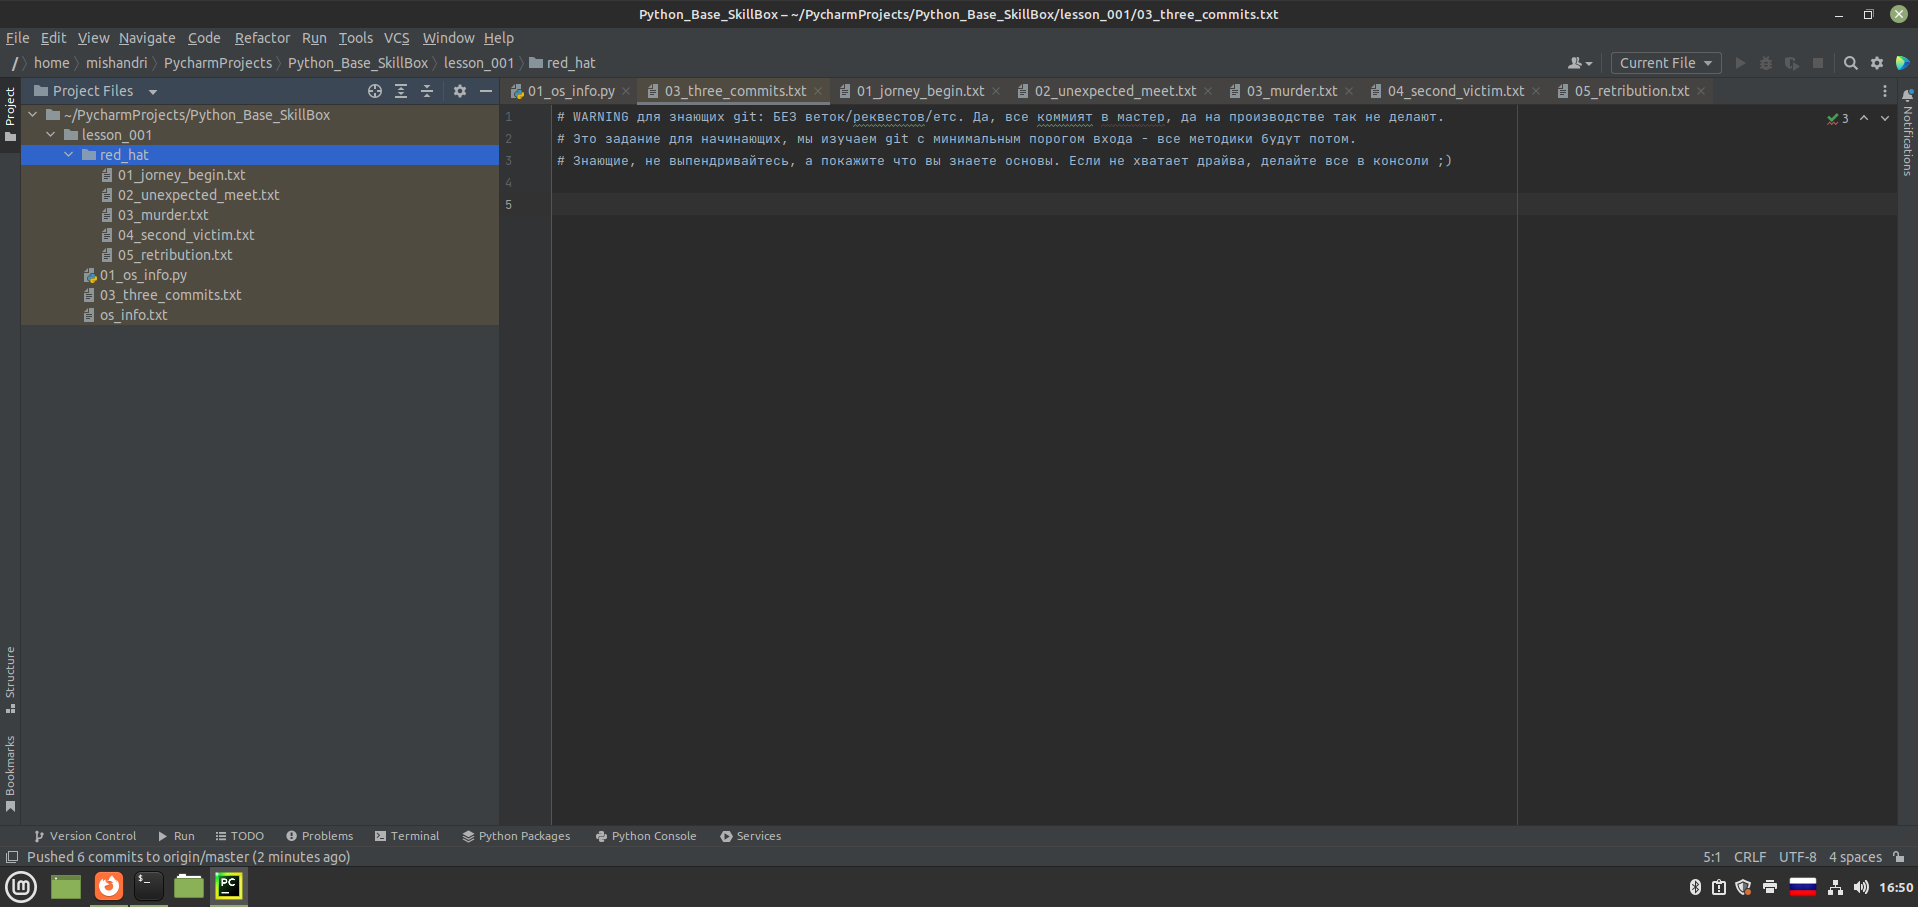 Python_Base_SkillBox – ~/PycharmProjects/Python_Base_SkillBox/lesson_001/03_three_commits.txt
File Edit View Navigate Code Refactor Run Tools VCS Window Help
/ home mishandri PycharmProjects Python_Base_SkillBox lesson_001 red_hat Current File
Project
Project Files
~/PycharmProjects/Python_Base_SkillBox
lesson_001
red_hat
01_jorney_begin.txt
02_unexpected_meet.txt
03_murder.txt
04_second_victim.txt
05_retribution.txt
01_os_info.py
03_three_commits.txt
os_info.txt
Structure
Bookmarks
01_os_info.py 03_three_commits.txt 01_jorney_begin.txt 02_unexpected_meet.txt 03_murder.txt 04_second_victim.txt 05_retribution.txt
1 # WARNING для знающих git: БЕЗ веток/реквестов/етс. Да, все коммият в мастер, да на производстве так не делают.
2 # Это задание для начинающих, мы изучаем git с минимальным порогом входа - все методики будут потом.
3 # Знающие, не выпендривайтесь, а покажите что вы знаете основы. Если не хватает драйва, делайте все в консоли ;)
4
5
3
Notifications
Version Control Run TODO Problems Terminal Python Packages Python Console Services
Pushed 6 commits to origin/master (2 minutes ago) 5:1 CRLF UTF-8 4 spaces
PC
16:50